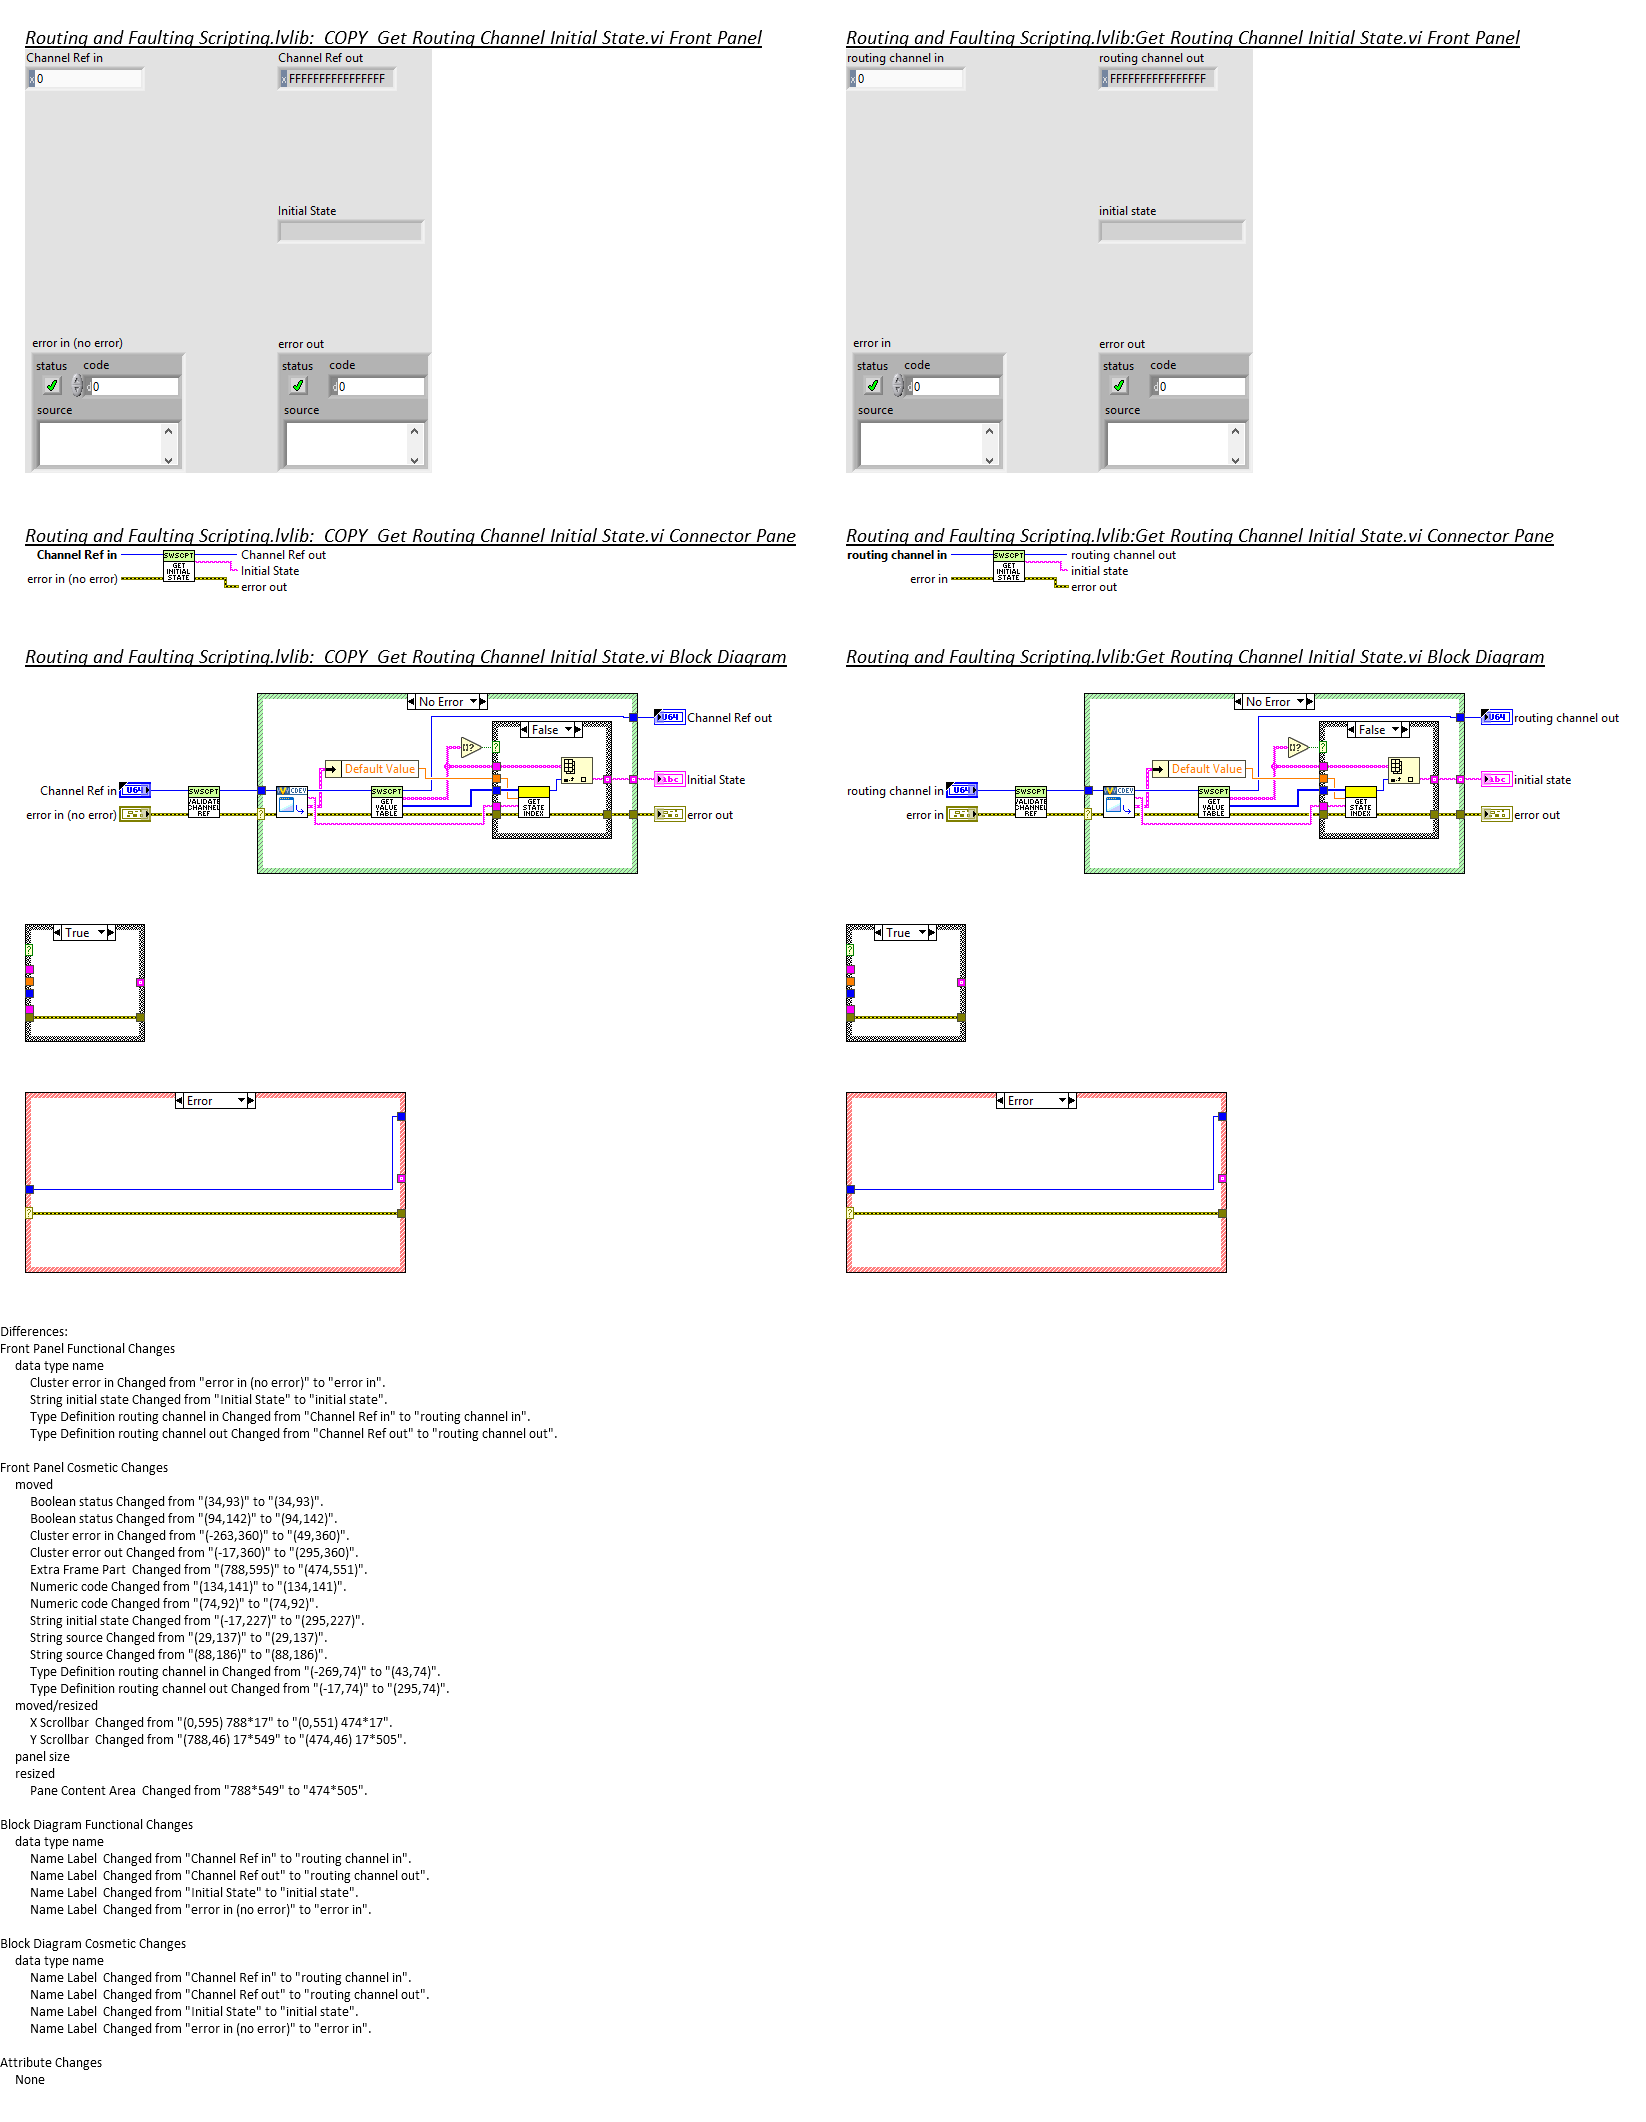 Routing and Faulting Scripting.lvlib:_COPY_Get Routing Channel Initial State.vi Front Panel
Channel Ref in
Channel Ref out
x 0
x FFFFFFFFFFFFFFFF
Initial State
error in (no error)
error out
status code
status code
d 0
d 0
source
source
Routing and Faulting Scripting.lvlib:Get Routing Channel Initial State.vi Front Panel
routing channel in
routing channel out
x 0
x FFFFFFFFFFFFFFFF
initial state
error in
error out
status code
status code
d 0
d 0
source
source
Routing and Faulting Scripting.lvlib:_COPY_Get Routing Channel Initial State.vi Connector Pane
Channel Ref in
SWSCPT
GET
INITIAL
STATE
Channel Ref out
Initial State
error in (no error)
error out
Routing and Faulting Scripting.lvlib:Get Routing Channel Initial State.vi Connector Pane
routing channel in
SWSCPT
GET
INITIAL
STATE
routing channel out
initial state
error in
error out
Routing and Faulting Scripting.lvlib:_COPY_Get Routing Channel Initial State.vi Block Diagram
No Error
U64 Channel Ref out
False
Default Value
abc Initial State
Channel Ref in U64
SWSCPT
VALIDATE
CHANNEL
REF
CDEV
SWSCPT
GET
VALUE
TABLE
GET
STATE
INDEX
error in (no error)
error out
True
Error
Routing and Faulting Scripting.lvlib:Get Routing Channel Initial State.vi Block Diagram
No Error
U64 routing channel out
False
Default Value
abc initial state
routing channel in U64
SWSCPT
VALIDATE
CHANNEL
REF
CDEV
SWSCPT
GET
VALUE
TABLE
GET
STATE
INDEX
error in
error out
True
Error
Differences:
Front Panel Functional Changes
data type name
Cluster error in Changed from "error in (no error)" to "error in".
String initial state Changed from "Initial State" to "initial state".
Type Definition routing channel in Changed from "Channel Ref in" to "routing channel in".
Type Definition routing channel out Changed from "Channel Ref out" to "routing channel out".
Front Panel Cosmetic Changes
moved
Boolean status Changed from "(34,93)" to "(34,93)".
Boolean status Changed from "(94,142)" to "(94,142)".
Cluster error in Changed from "(-263,360)" to "(49,360)".
Cluster error out Changed from "(-17,360)" to "(295,360)".
Extra Frame Part  Changed from "(788,595)" to "(474,551)".
Numeric code Changed from "(134,141)" to "(134,141)".
Numeric code Changed from "(74,92)" to "(74,92)".
String initial state Changed from "(-17,227)" to "(295,227)".
String source Changed from "(29,137)" to "(29,137)".
String source Changed from "(88,186)" to "(88,186)".
Type Definition routing channel in Changed from "(-269,74)" to "(43,74)".
Type Definition routing channel out Changed from "(-17,74)" to "(295,74)".
moved/resized
X Scrollbar  Changed from "(0,595) 788*17" to "(0,551) 474*17".
Y Scrollbar  Changed from "(788,46) 17*549" to "(474,46) 17*505".
panel size
resized
Pane Content Area  Changed from "788*549" to "474*505".
Block Diagram Functional Changes
data type name
Name Label  Changed from "Channel Ref in" to "routing channel in".
Name Label  Changed from "Channel Ref out" to "routing channel out".
Name Label  Changed from "Initial State" to "initial state".
Name Label  Changed from "error in (no error)" to "error in".
Block Diagram Cosmetic Changes
data type name
Name Label  Changed from "Channel Ref in" to "routing channel in".
Name Label  Changed from "Channel Ref out" to "routing channel out".
Name Label  Changed from "Initial State" to "initial state".
Name Label  Changed from "error in (no error)" to "error in".
Attribute Changes
None